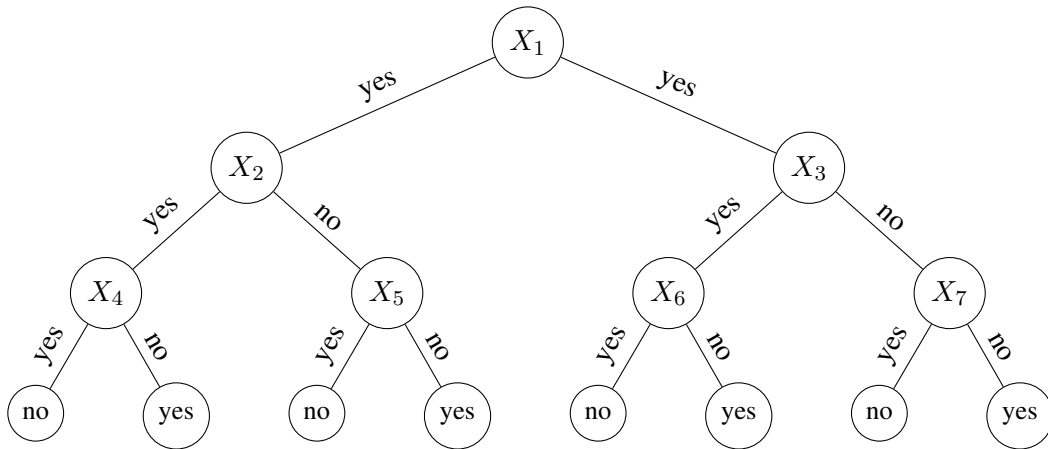 X₁
yes yes
X₂ X₃
yes no yes no
X₄ X₅ X₆ X₇
yes no yes no yes no yes no
no yes no yes no yes no yes